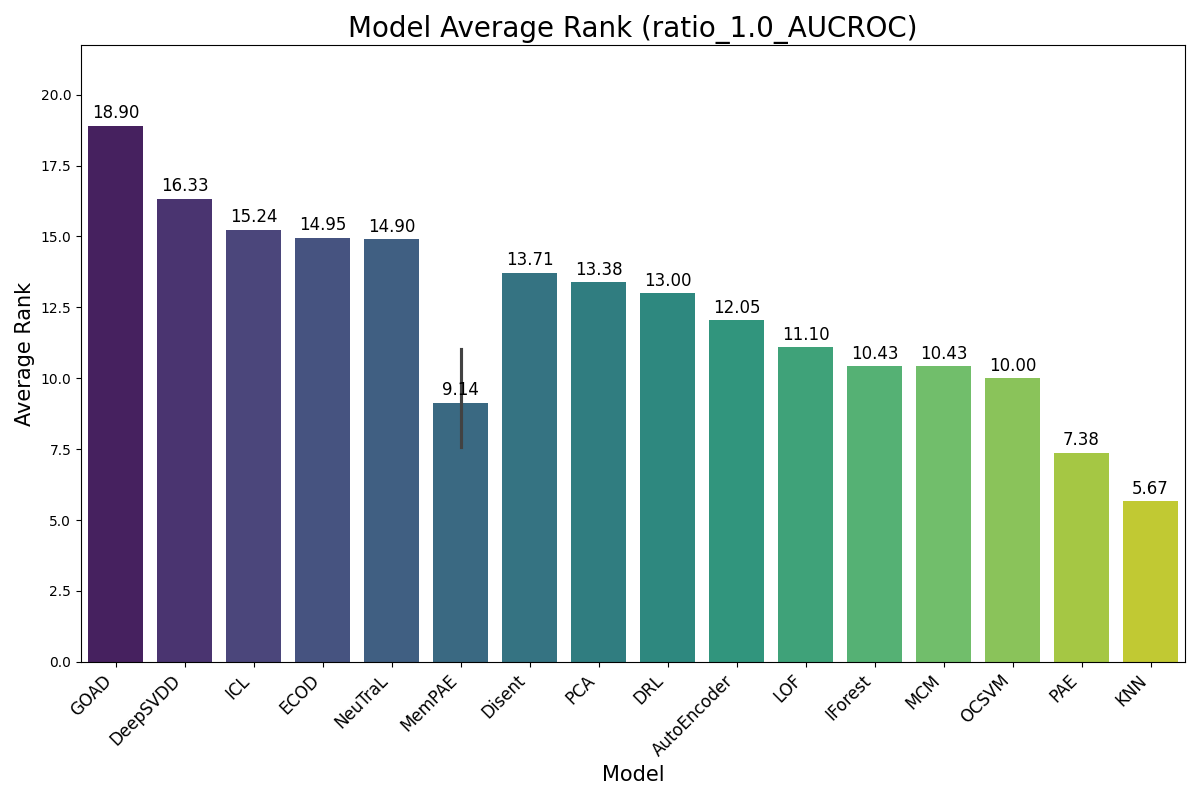 Model Average Rank (ratio_1.0_AUCROC)
Average Rank
20.0
17.5
15.0
12.5
10.0
7.5
5.0
2.5
0.0
18.90
16.33
15.24
14.95
14.90
9.14
13.71
13.38
13.00
12.05
11.10
10.43
10.43
10.00
7.38
5.67
GOAD
DeepSVDD
ICL
ECOD
NeuTraL
MemPAE
Disent
PCA
DRL
AutoEncoder
LOF
IForest
MCM
OCSVM
PAE
KNN
Model